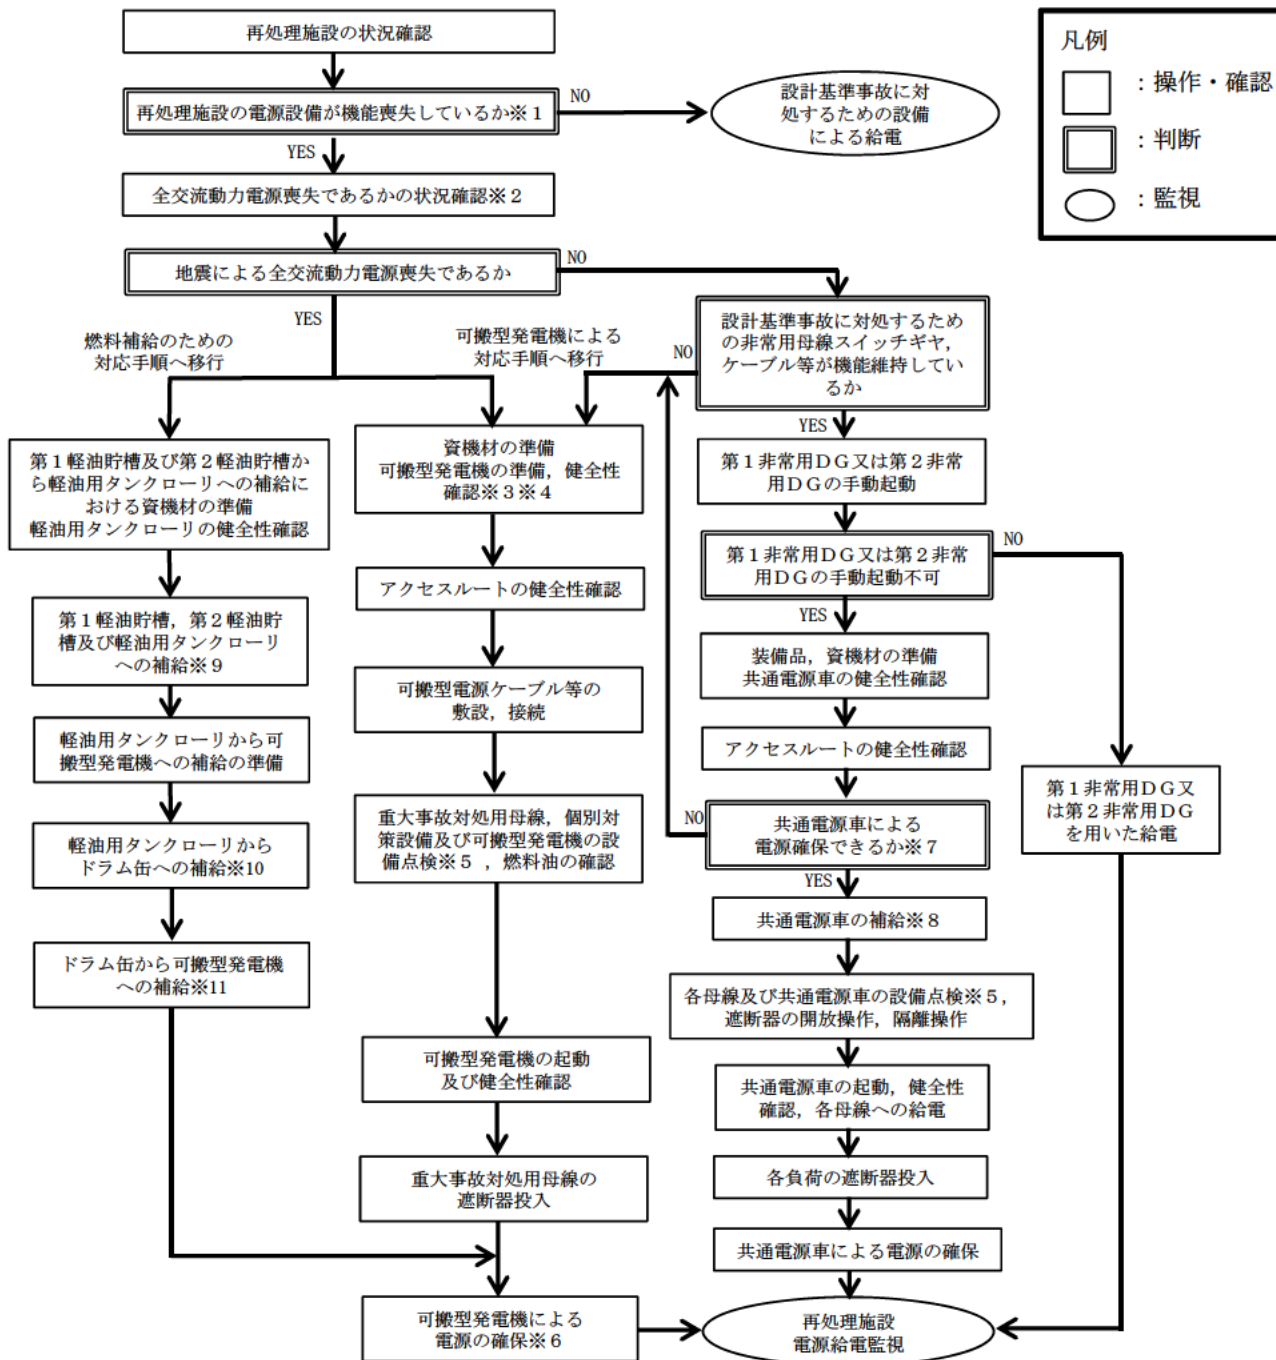 再処理施設の状況確認
再処理施設の電源設備が機能喪失しているか※1
NO
設計基準事故に対
処するための設備
による給電
凡例
：操作・確認
：判断
：監視
YES
全交流動力電源喪失であるかの状況確認※2
地震による全交流動力電源喪失であるか
NO
YES
燃料補給のための
対応手順へ移行
可搬型発電機による
対応手順へ移行
NO
設計基準事故に対処するため
の非常用母線スイッチギヤ，
ケーブル等が機能維持してい
るか
YES
第1軽油貯槽及び第2軽油貯槽か
ら軽油用タンクローリへの補給に
おける資機材の準備
軽油用タンクローリの健全性確認
資機材の準備
可搬型発電機の準備，健全性
確認※3※4
第1非常用DG又は第2非常
用DGの手動起動
第1非常用DG又は第2非常
用DGの手動起動不可
NO
YES
アクセスルートの健全性確認
第1軽油貯槽，第2軽油貯
槽及び軽油用タンクローリ
への補給※9
装備品，資機材の準備
共通電源車の健全性確認
可搬型電源ケーブル等の
敷設，接続
軽油用タンクローリから可
搬型発電機への補給の準備
アクセスルートの健全性確認
第1非常用DG又
は第2非常用DG
を用いた給電
重大事故対処用母線，個別対
策設備及び可搬型発電機の設
備点検※5，燃料油の確認
NO
共通電源車による
電源確保できるか※7
軽油用タンクローリから
ドラム缶への補給※10
YES
共通電源車の補給※8
ドラム缶から可搬型発電機
への補給※11
各母線及び共通電源車の設備点検※5，
遮断器の開放操作，隔離操作
可搬型発電機の起動
及び健全性確認
共通電源車の起動，健全性
確認，各母線への給電
重大事故対処用母線の
遮断器投入
各負荷の遮断器投入
共通電源車による電源の確保
可搬型発電機による
電源の確保※6
再処理施設
電源給電監視